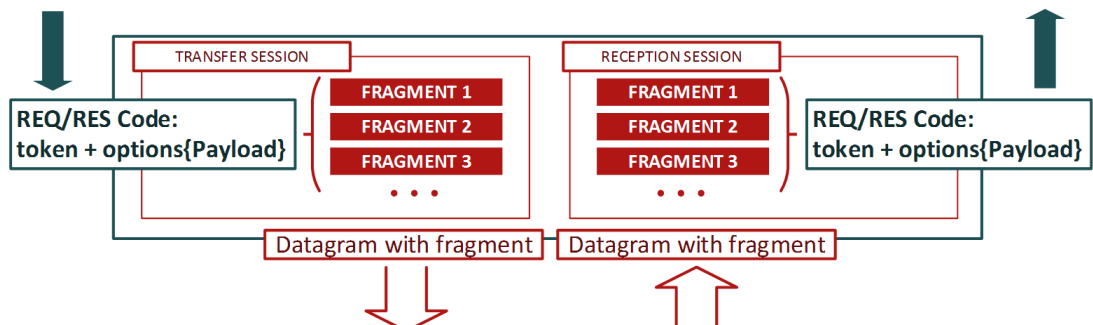 TRANSFER SESSION
FRAGMENT 1
FRAGMENT 2
FRAGMENT 3
• • •
REQ/RES Code:
token + options{Payload}
Datagram with fragment
RECEPTION SESSION
FRAGMENT 1
FRAGMENT 2
FRAGMENT 3
• • •
REQ/RES Code:
token + options{Payload}
Datagram with fragment